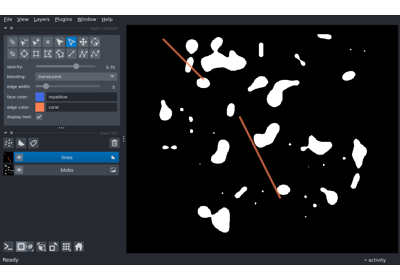 File View Layers Plugins Window Help
opacity: 0.70
blending: translucent
edge width: 5
face color: royalblue
edge color: coral
display text:
lines
blobs
Ready
activity